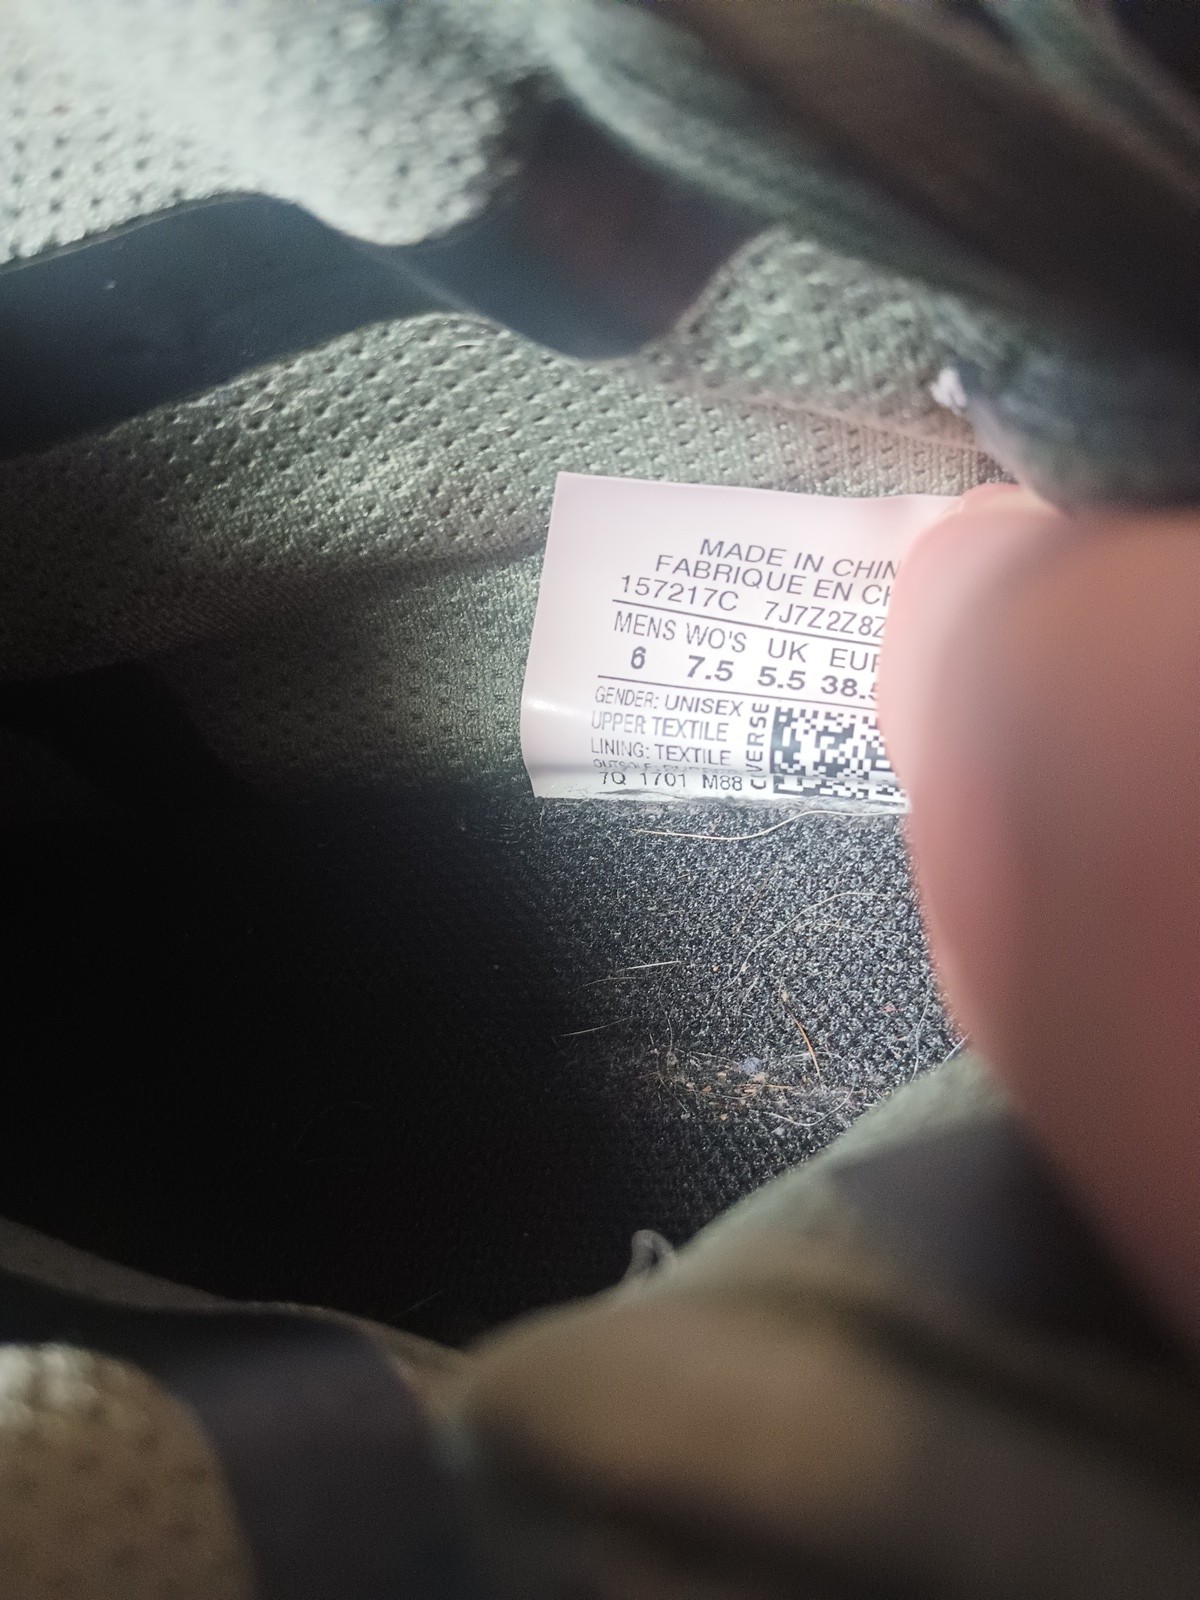 MADE IN CHIN
FABRIQUE EN CH
157217C 7J7Z2Z8Z
MENS WO'S UK EUR
6 7.5 5.5 38.5
GENDER: UNISEX
UPPER TEXTILE
LINING: TEXTILE
OUTSOLE:
7Q 1701 M88
CONVERSE